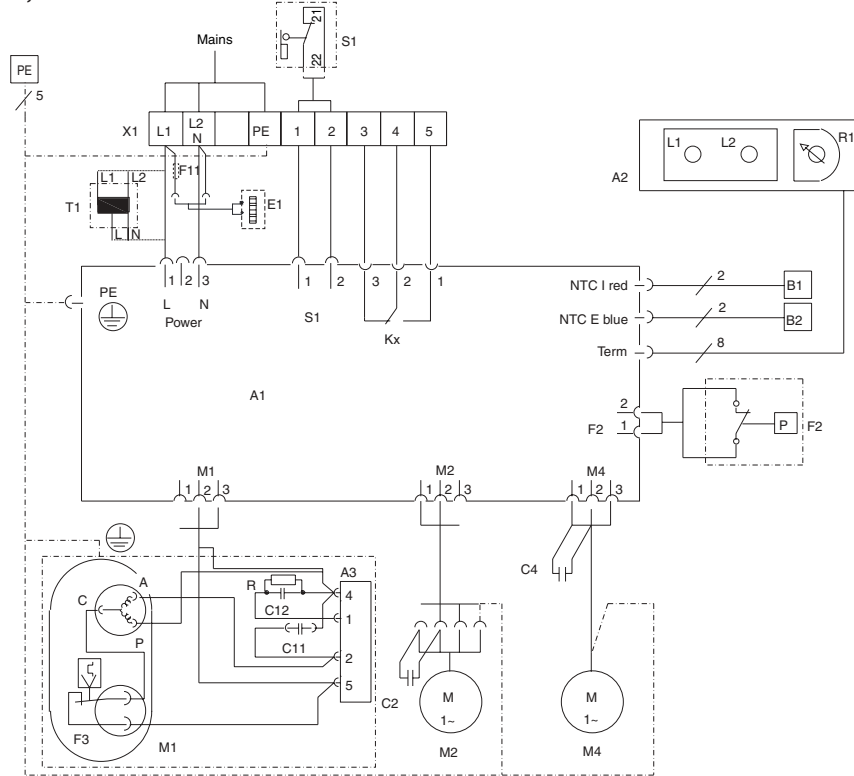 21
22
S1
Mains
PE
5
X1
L1
L2
N
PE
1
2
3
4
5
L1
L2
R1
A2
F11
L1
L2
T1
L
N
E1
PE
1
2
3
L
N
Power
1
2
S1
3
2
1
Kx
NTC I red
2
B1
NTC E blue
2
B2
Term
8
A1
2
1
F2
P
F2
M1
1
2
3
M2
1
2
3
M4
1
2
3
C4
A3
R
C12
C11
4
1
2
5
A
C
P
F3
M1
C2
M
1~
M2
M
1~
M4